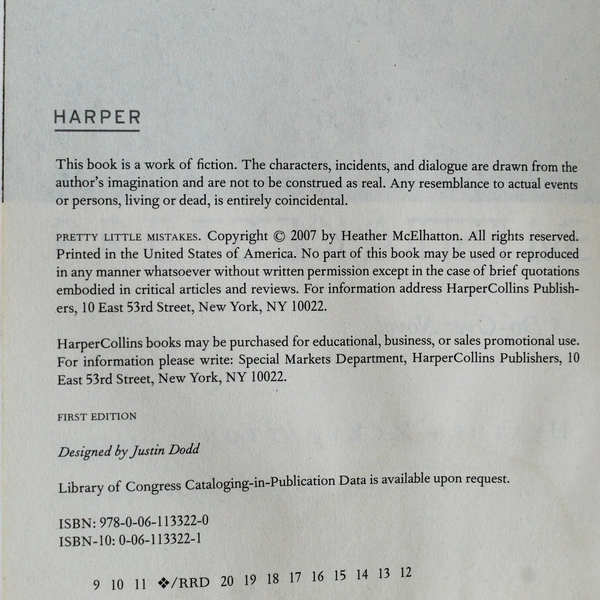 HARPER
This book is a work of fiction. The characters, incidents, and dialogue are drawn from the
author's imagination and are not to be construed as real. Any resemblance to actual events
or persons, living or dead, is entirely coincidental.
PRETTY LITTLE MISTAKES. Copyright © 2007 by Heather McElhatton. All rights reserved.
Printed in the United States of America. No part of this book may be used or reproduced
in any manner whatsoever without written permission except in the case of brief quotations
embodied in critical articles and reviews. For information address HarperCollins Publish-
ers, 10 East 53rd Street, New York, NY 10022.
HarperCollins books may be purchased for educational, business, or sales promotional use.
For information please write: Special Markets Department, HarperCollins Publishers, 10
East 53rd Street, New York, NY 10022.
FIRST EDITION
Designed by Justin Dodd
Library of Congress Cataloging-in-Publication Data is available upon request.
ISBN: 978-0-06-113322-0
ISBN-10: 0-06-113322-1
9 10 11 ❖/RRD 20 19 18 17 16 15 14 13 12